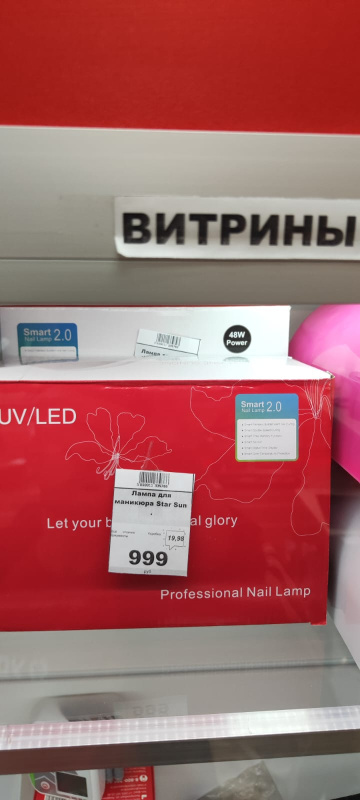 ВИТРИНЫ
Smart 2.0
Nail Lamp
48W
Power
Лампа
UV/LED
Smart 2.0
Nail Lamp
Лампа для
маникюра Star Sun
Let your b al glory
19,98
999
руб.
Professional Nail Lamp